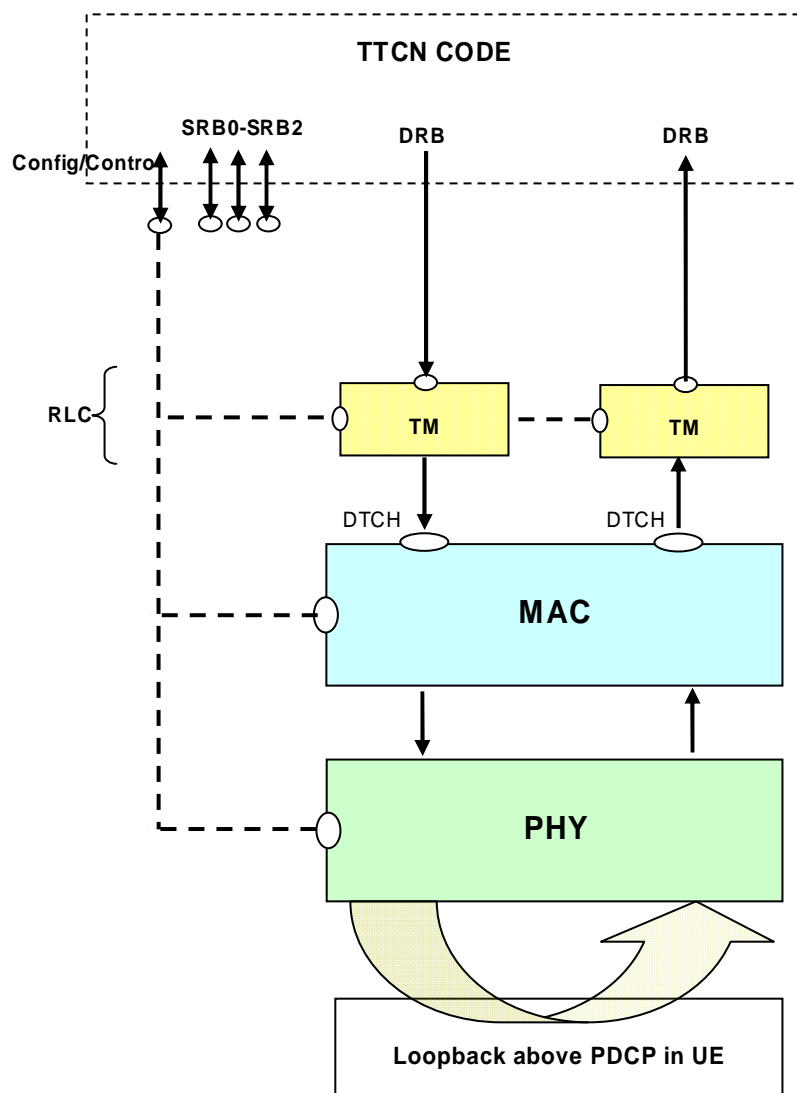 TTCN CODE
SRB0-SRB2
DRB
DRB
Config/Contro
RLC
TM
TM
DTCH
DTCH
MAC
PHY
Loopback above PDCP in UE